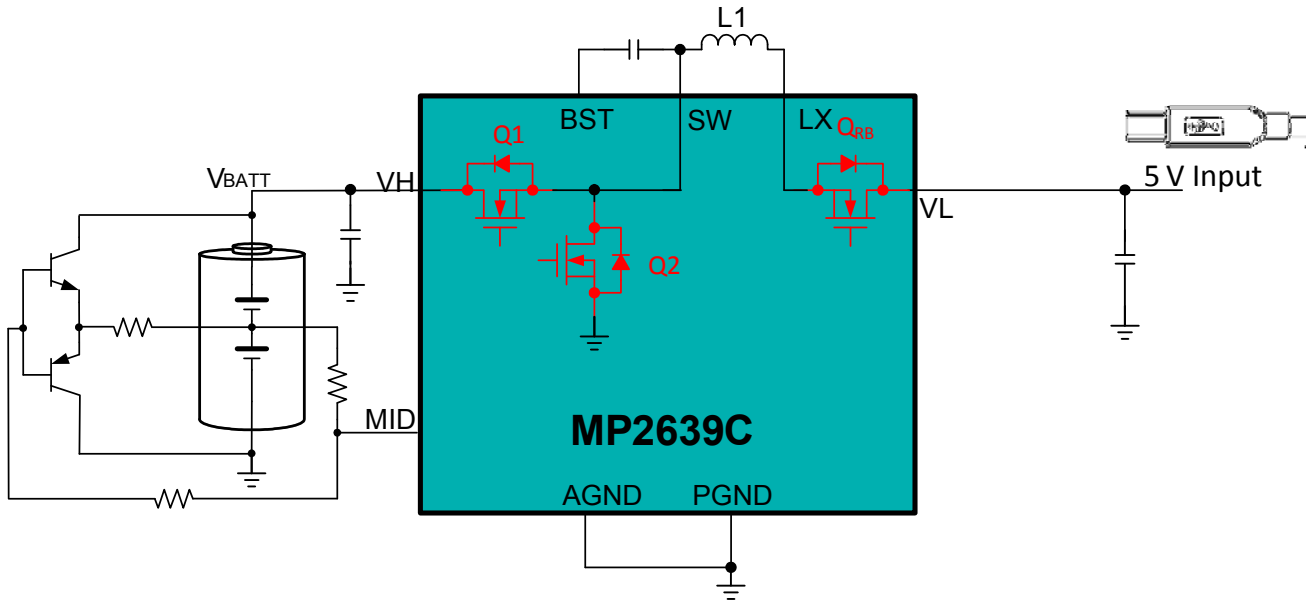 L1
BST
SW
LX
QRB
Q1
VBATT
VH
VL
5 V Input
Q2
MID
MP2639C
AGND
PGND